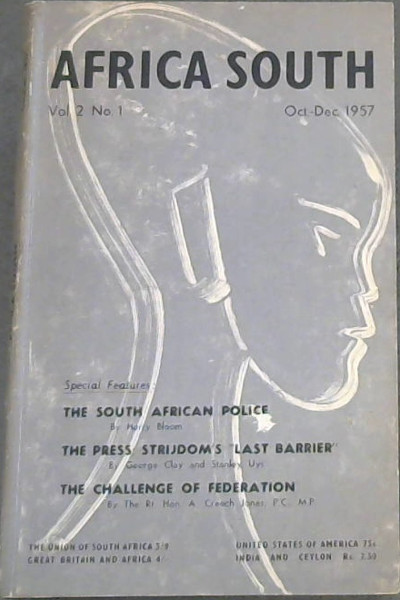 AFRICA SOUTH
Vol. 2 No. 1 Oct.-Dec. 1957
Special Features:
THE SOUTH AFRICAN POLICE
By Harry Bloom
THE PRESS STRIJDOM'S "LAST BARRIER"
By George Clay and Stanley Uys
THE CHALLENGE OF FEDERATION
By The Rt. Hon. A. Creech Jones, P.C., M.P.
THE UNION OF SOUTH AFRICA 3/9 UNITED STATES OF AMERICA 75c
GREAT BRITAIN AND AFRICA 4/- INDIA AND CEYLON Rs. 3.50